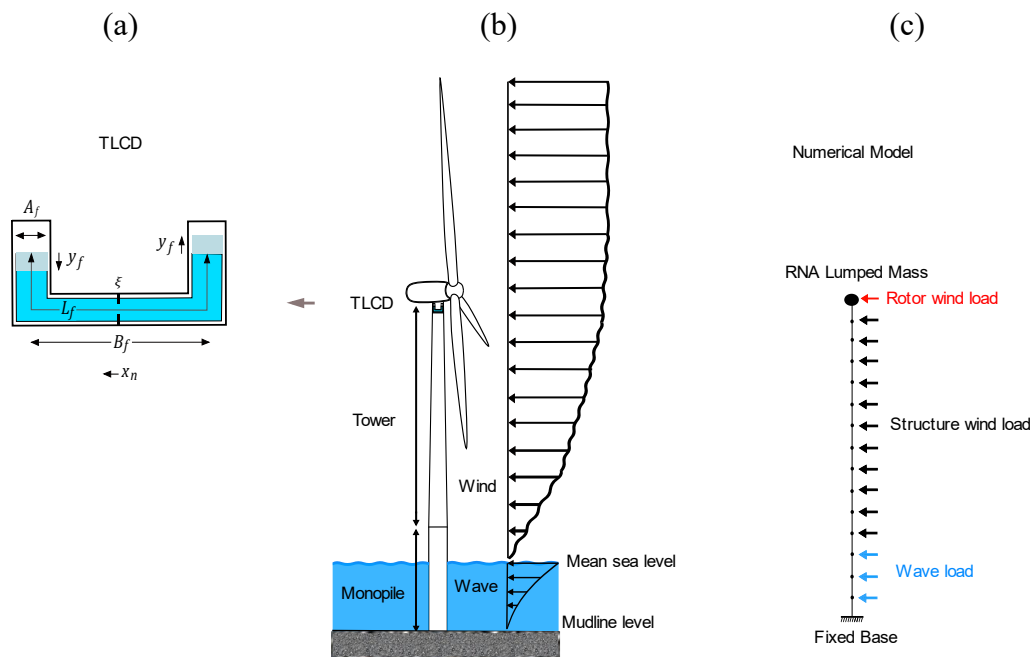 (a)
(b)
(c)
TLCD
A_f
y_f
y_f
ξ
L_f
B_f
x_n
TLCD
Tower
Wind
Mean sea level
Monopile
Wave
Mudline level
Numerical Model
RNA Lumped Mass
Rotor wind load
Structure wind load
Wave load
Fixed Base